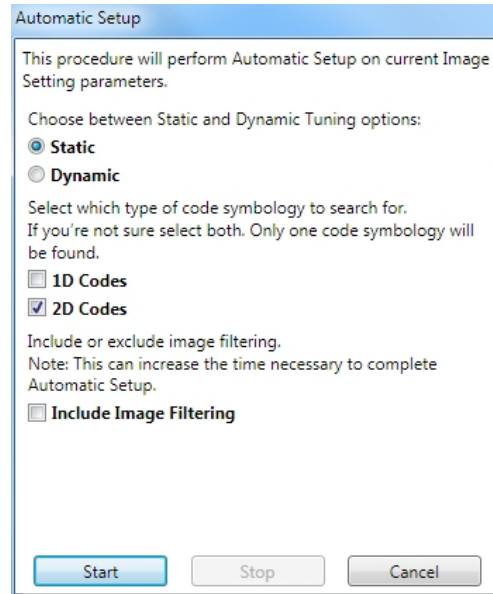 Automatic Setup
This procedure will perform Automatic Setup on current Image
Setting parameters.
Choose between Static and Dynamic Tuning options:
Static
Dynamic
Select which type of code symbology to search for.
If you're not sure select both. Only one code symbology will
be found.
1D Codes
2D Codes
Include or exclude image filtering.
Note: This can increase the time necessary to complete
Automatic Setup.
Include Image Filtering
Start Stop Cancel